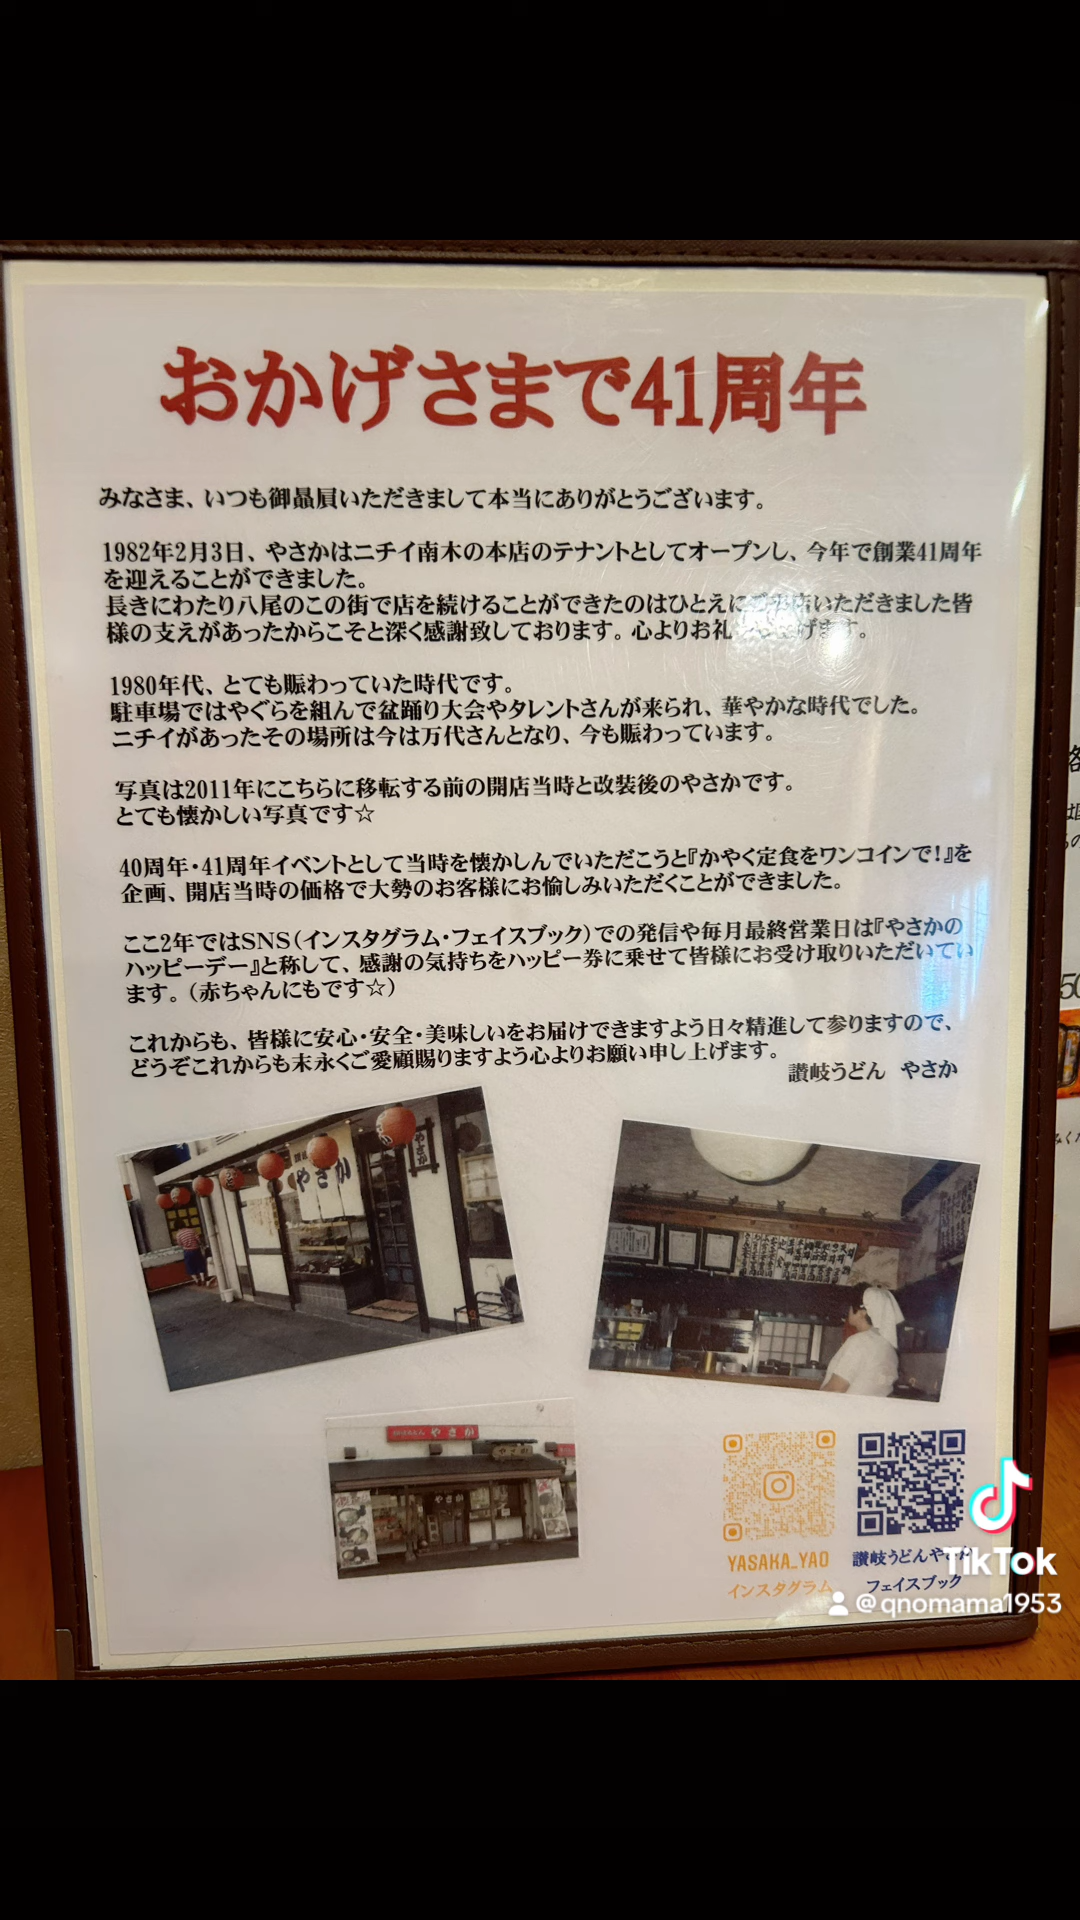 おかげさまで41周年
みなさま、いつも御贔屓いただきまして本当にありがとうございます。
1982年2月3日、やさかはニチイ南木の本店のテナントとしてオープンし、今年で創業41周年
を迎えることができました。
長きにわたり八尾のこの街で店を続けることができたのはひとえにご来店いただきました皆
様の支えがあったからこそと深く感謝致しております。心よりお礼 げます。
1980年代、とても賑わっていた時代です。
駐車場ではやぐらを組んで盆踊り大会やタレントさんが来られ、華やかな時代でした。
ニチイがあったその場所は今は万代さんとなり、今も賑わっています。
写真は2011年にこちらに移転する前の開店当時と改装後のやさかです。
とても懐かしい写真です☆
40周年・41周年イベントとして当時を懐かしんでいただこうと『かやく定食をワンコインで!』を
企画、開店当時の価格で大勢のお客様にお愉しみいただくことができました。
ここ2年ではSNS(インスタグラム・フェイスブック)での発信や毎月最終営業日は『やさかの
ハッピーデー』と称して、感謝の気持ちをハッピー券に乗せて皆様にお受け取りいただいてい
ます。(赤ちゃんにもです☆)
これからも、皆様に安心・安全・美味しいをお届けできますよう日々精進して参りますので、
どうぞこれからも末永くご愛顧賜りますよう心よりお願い申し上げます。
讃岐うどん やさか
やさか
やさか
やさか
やさか
やさか
YASAKA_YAO
インスタグラム
讃岐うどんやさか
フェイスブック
TikTok
@qnomama1953